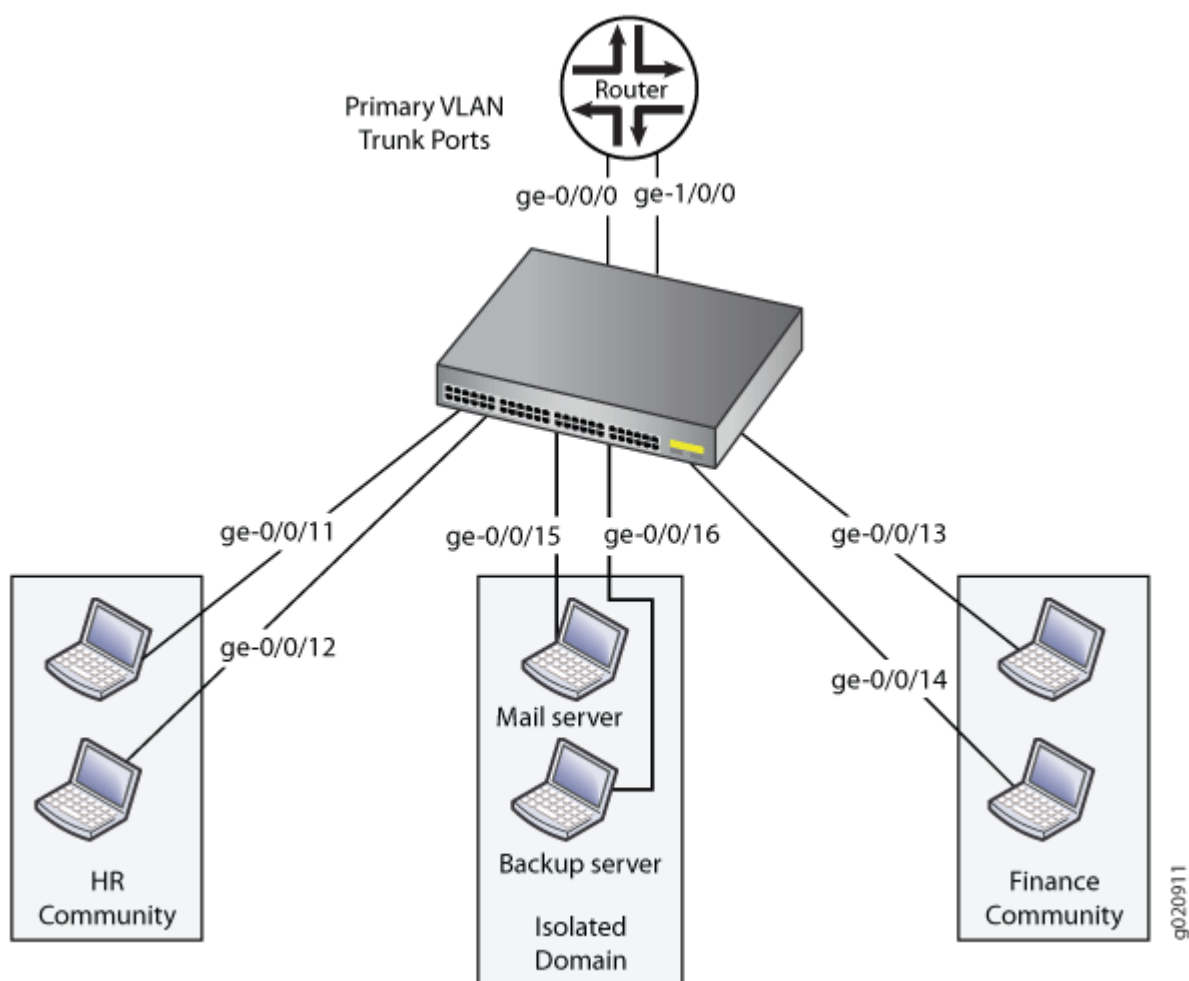 Router
Primary VLAN
Trunk Ports
ge-0/0/0
ge-1/0/0
ge-0/0/11
ge-0/0/15
ge-0/0/16
ge-0/0/13
ge-0/0/12
ge-0/0/14
Mail server
Backup server
HR
Community
Isolated
Domain
Finance
Community
g020911